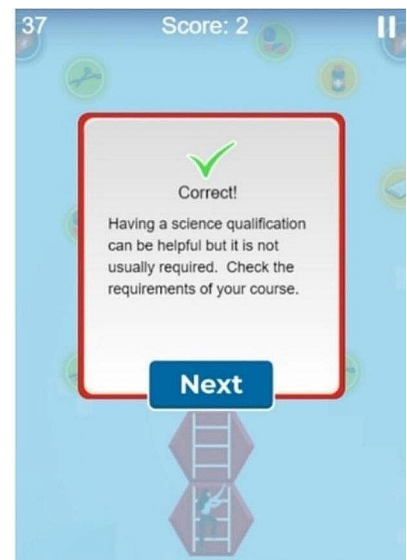 37
Score: 2
Correct!
Having a science qualification
can be helpful but it is not
usually required.  Check the
requirements of your course.
Next